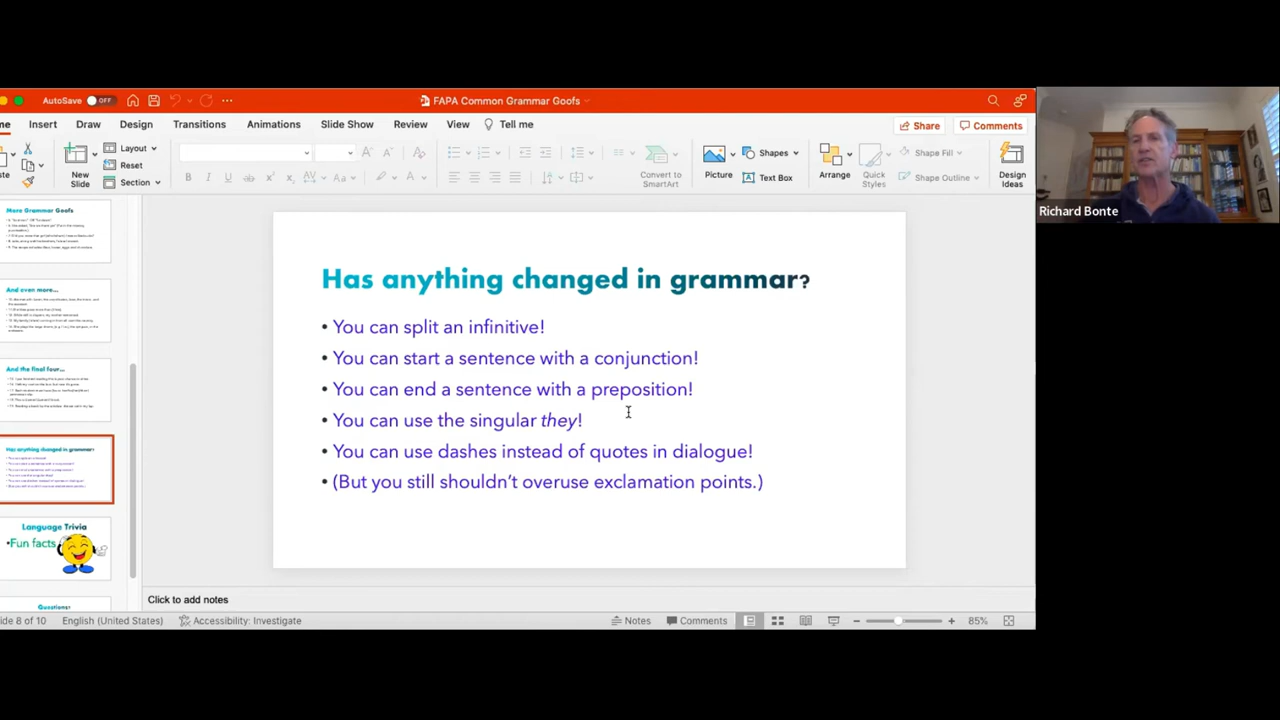 AutoSave OFF
FAPA Common Grammar Goofs
me Insert Draw Design Transitions Animations Slide Show Review View Tell me
Share Comments
Layout
Reset
Section
New Slide
Convert to SmartArt
Picture
Shapes
Text Box
Arrange
Quick Styles
Shape Fill
Shape Outline
Design Ideas
Richard Bonte
More Grammar Goofs
And even more...
And the final four...
Has anything changed in grammar?
Language Trivia
•Fun facts
Questions?
Has anything changed in grammar?
• You can split an infinitive!
• You can start a sentence with a conjunction!
• You can end a sentence with a preposition!
• You can use the singular they!
• You can use dashes instead of quotes in dialogue!
• (But you still shouldn't overuse exclamation points.)
Click to add notes
lide 8 of 10 English (United States) Accessibility: Investigate Notes Comments 85%